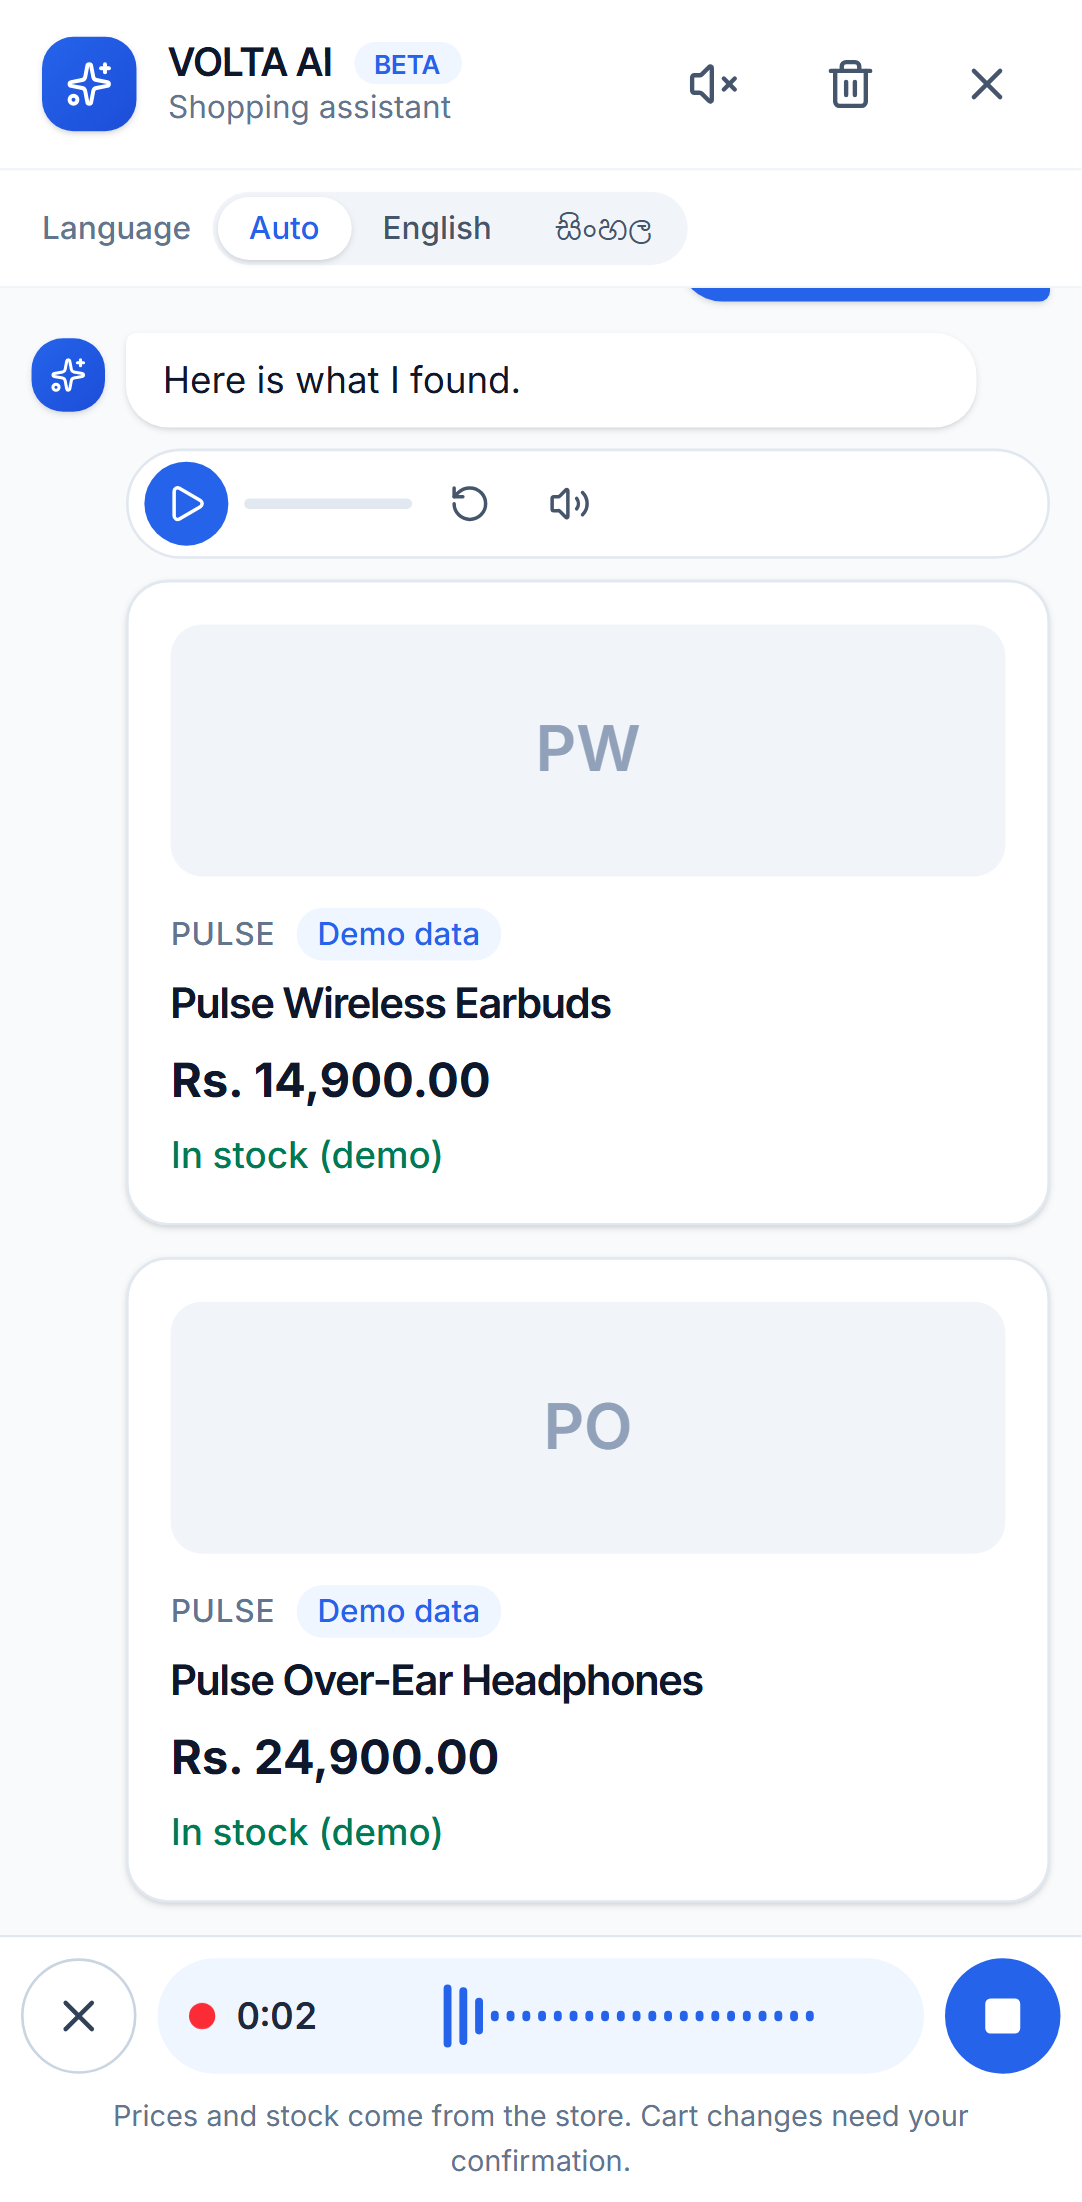 VOLTA AI BETA
Shopping assistant
Language Auto English සිංහල
Here is what I found.
PW
PULSE Demo data
Pulse Wireless Earbuds
Rs. 14,900.00
In stock (demo)
PO
PULSE Demo data
Pulse Over-Ear Headphones
Rs. 24,900.00
In stock (demo)
0:02
Prices and stock come from the store. Cart changes need your
confirmation.